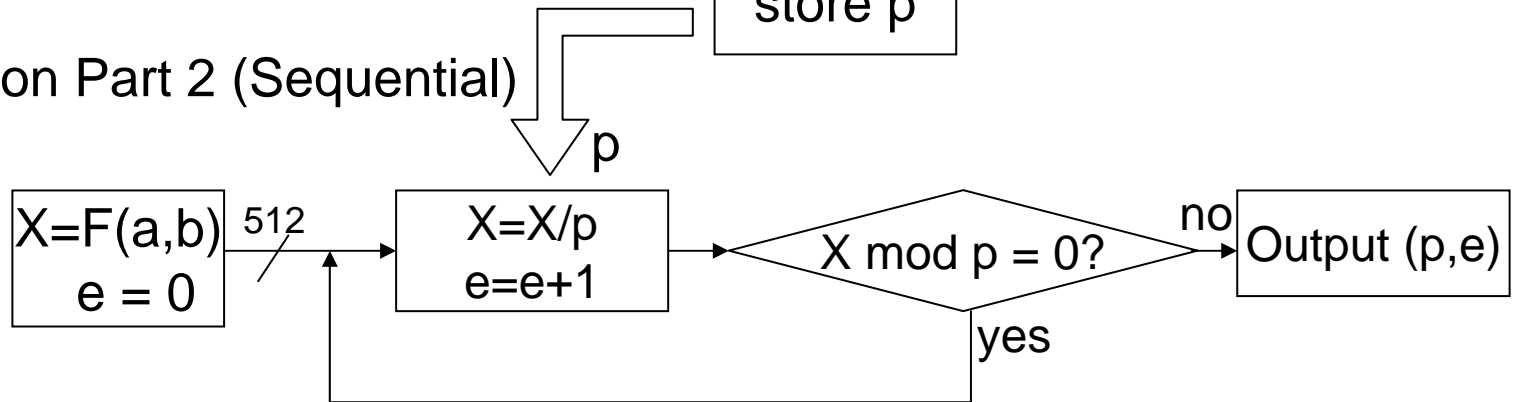 store p
on Part 2 (Sequential)
p
X=F(a,b)
e = 0
512
X=X/p
e=e+1
X mod p = 0?
no
Output (p,e)
yes